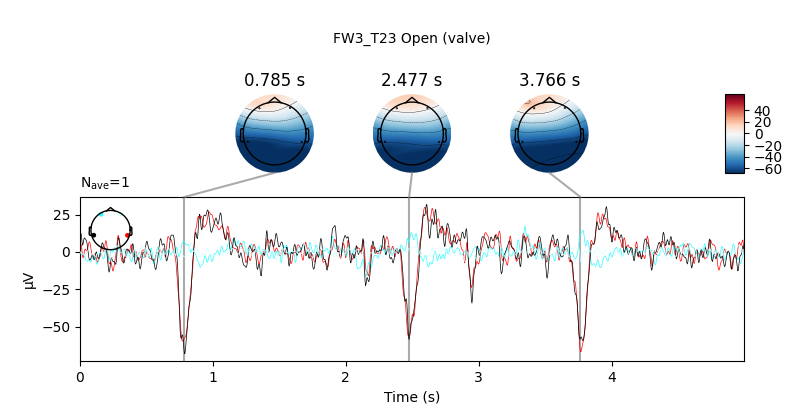 FW3_T23 Open (valve)
0.785 s 2.477 s 3.766 s
40
20
0
−20
−40
−60
Nave=1
25
0
−25
−50
µV
0 1 2 3 4
Time (s)